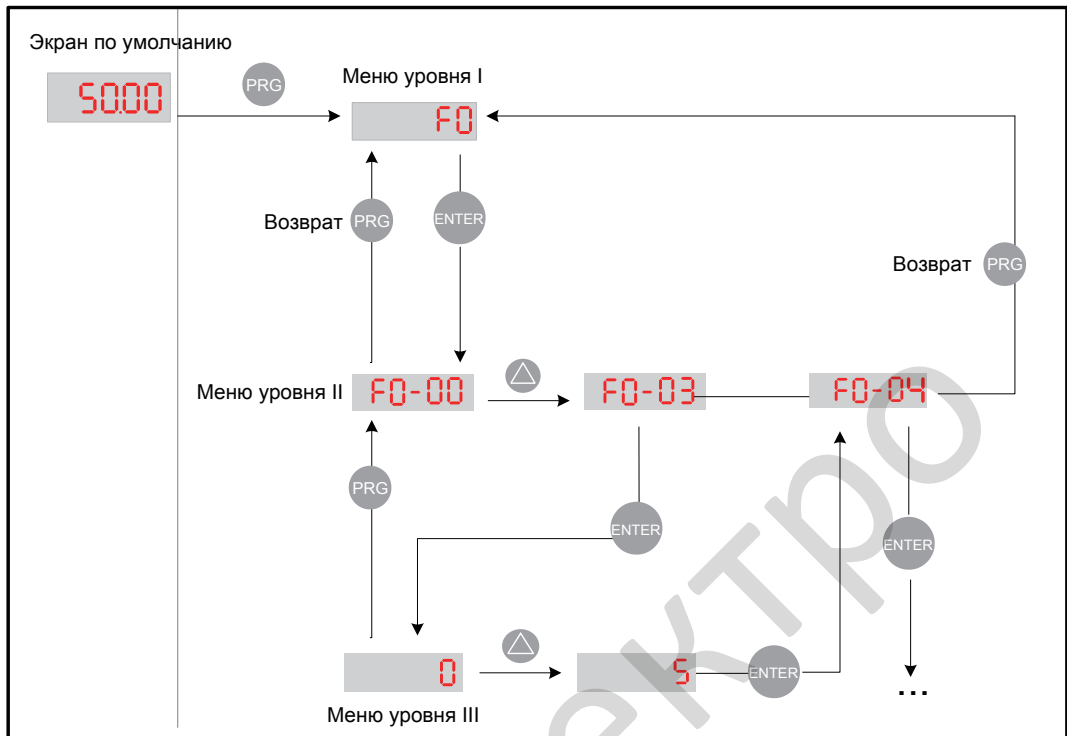 Экран по умолчанию
50.00
PRG
Меню уровня I
F0
Возврат PRG
ENTER
Возврат PRG
Меню уровня II F0-00
F0-03
F0-04
PRG
ENTER
ENTER
0
5
ENTER
...
Меню уровня III
ектро